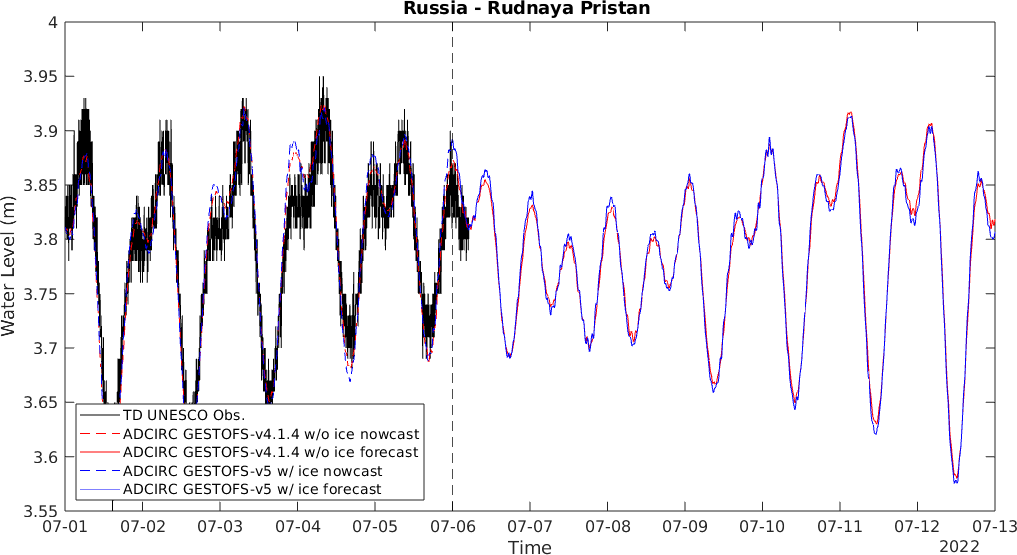 Russia - Rudnaya Pristan
4
3.95
3.9
3.85
3.8
3.75
3.7
3.65
3.6
3.55
Water Level (m)
TD UNESCO Obs.
ADCIRC GESTOFS-v4.1.4 w/o ice nowcast
ADCIRC GESTOFS-v4.1.4 w/o ice forecast
ADCIRC GESTOFS-v5 w/ ice nowcast
ADCIRC GESTOFS-v5 w/ ice forecast
07-01 07-02 07-03 07-04 07-05 07-06 07-07 07-08 07-09 07-10 07-11 07-12 07-13
Time
2022